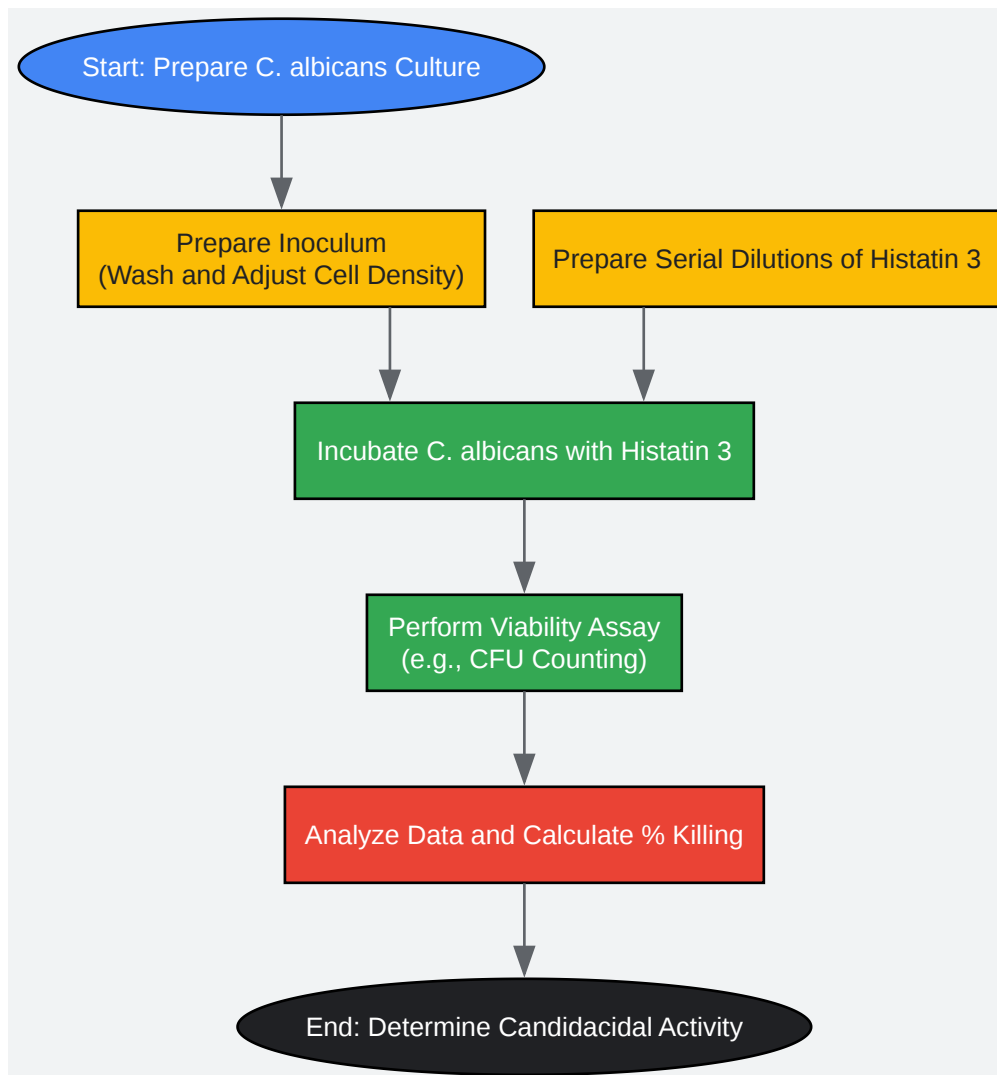 Start: Prepare C. albicans Culture
Prepare Inoculum
(Wash and Adjust Cell Density)
Prepare Serial Dilutions of Histatin 3
Incubate C. albicans with Histatin 3
Perform Viability Assay
(e.g., CFU Counting)
Analyze Data and Calculate % Killing
End: Determine Candidacidal Activity